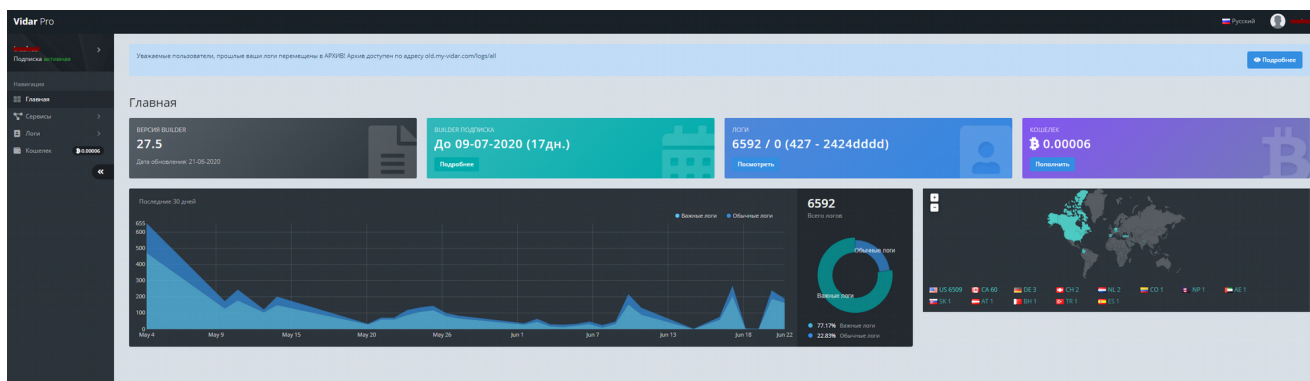 Vidar Pro
Русский
Подписка активная
Уважаемые пользователи, прошлые ваши логи перемещены в АРХИВ! Архив доступен по адресу old.my-vidar.com/logs/all
Подробнее
Навигация
Главная
Сервисы
Логи
Кошелек
0.00006
Главная
ВЕРСИЯ BUILDER
27.5
Дата обновления: 21-06-2020
BUILDER ПОДПИСКА
До 09-07-2020 (17дн.)
Подробнее
ЛОГИ
6592 / 0 (427 - 2424dddd)
Посмотреть
КОШЕЛЕК
0.00006
Пополнить
Последние 30 дней
Важные логи
Обычные логи
655
600
500
400
300
200
100
0
May 4
May 9
May 15
May 20
May 26
Jun 1
Jun 7
Jun 13
Jun 18
Jun 22
6592
Всего логов
Обычные логи
Важные логи
77.17% Важные логи
22.83% Обычные логи
+
-
US 6509
CA 60
DE 3
CH 2
NL 2
CO 1
NP 1
AE 1
SK 1
AT 1
BH 1
TR 1
ES 1